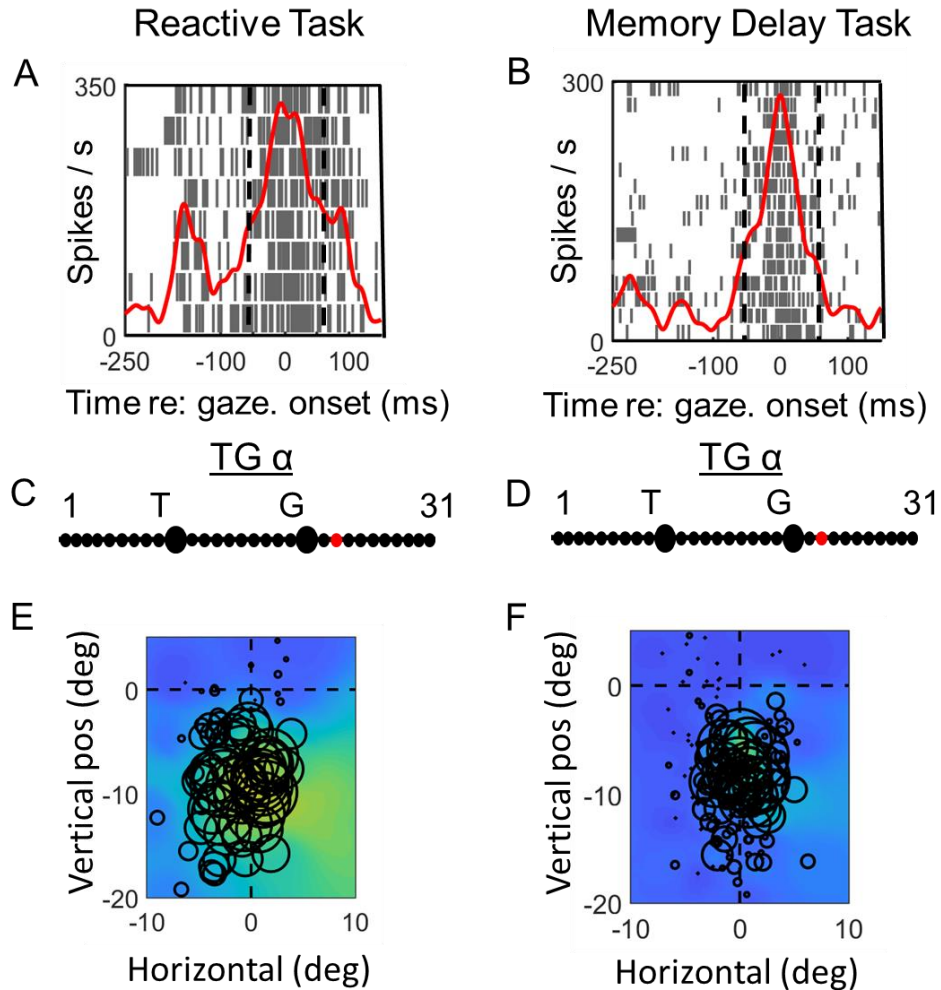 Reactive Task
Memory Delay Task
A
B
350
Spikes / s
0
-250
-100
0
100
Time re: gaze. onset (ms)
300
Spikes / s
0
-250
-100
0
100
Time re: gaze. onset (ms)
TG α
C
1
T
G
31
TG α
D
1
T
G
31
E
Vertical pos (deg)
0
-10
-20
-10
0
10
Horizontal (deg)
F
Vertical pos (deg)
0
-10
-20
-10
0
10
Horizontal (deg)